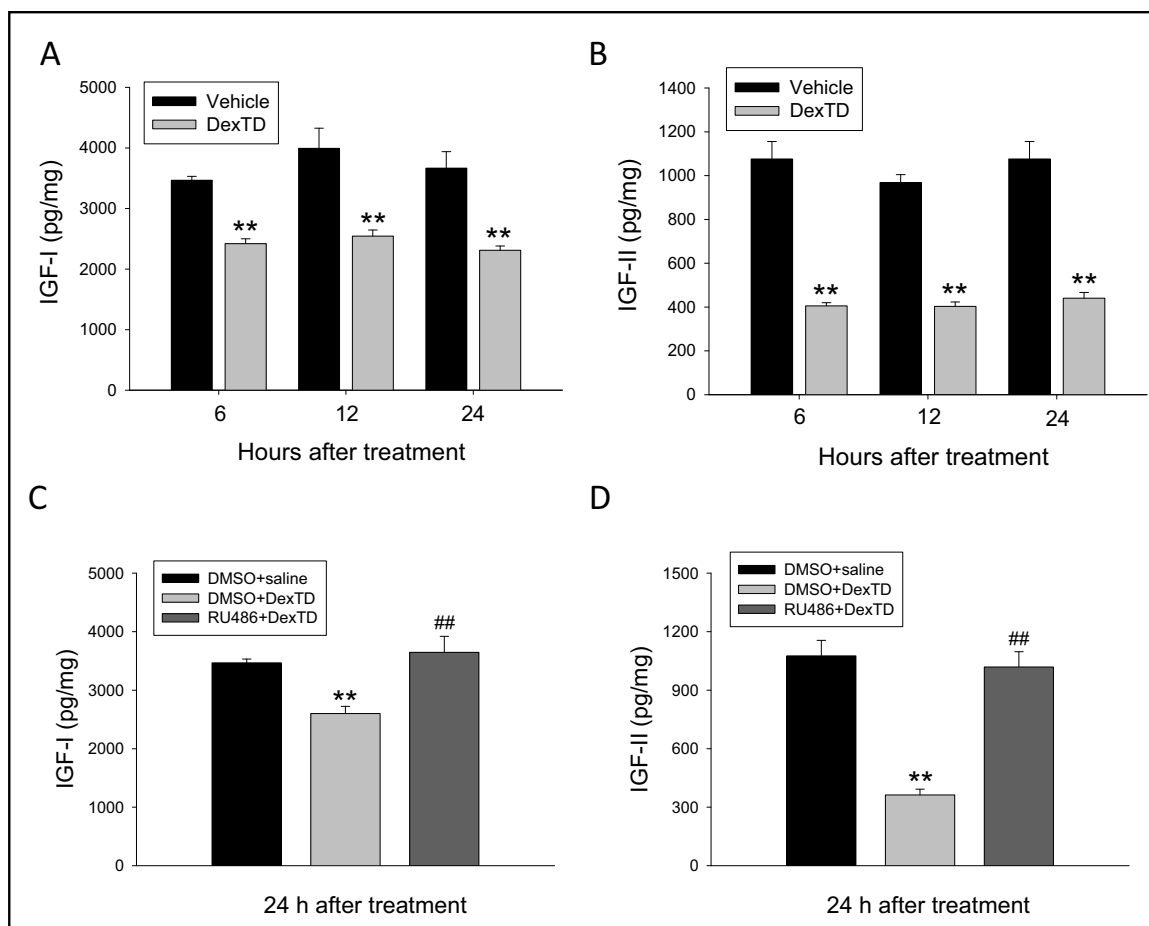 A
Vehicle
DexTD
IGF-I (pg/mg)
5000
4000
3000
2000
1000
0
**
**
**
6
12
24
Hours after treatment
B
Vehicle
DexTD
IGF-II (pg/mg)
1400
1200
1000
800
600
400
200
0
**
**
**
6
12
24
Hours after treatment
C
DMSO+saline
DMSO+DexTD
RU486+DexTD
IGF-I (pg/mg)
5000
4000
3000
2000
1000
0
**
##
24 h after treatment
D
DMSO+saline
DMSO+DexTD
RU486+DexTD
IGF-II (pg/mg)
1500
1200
900
600
300
0
**
##
24 h after treatment